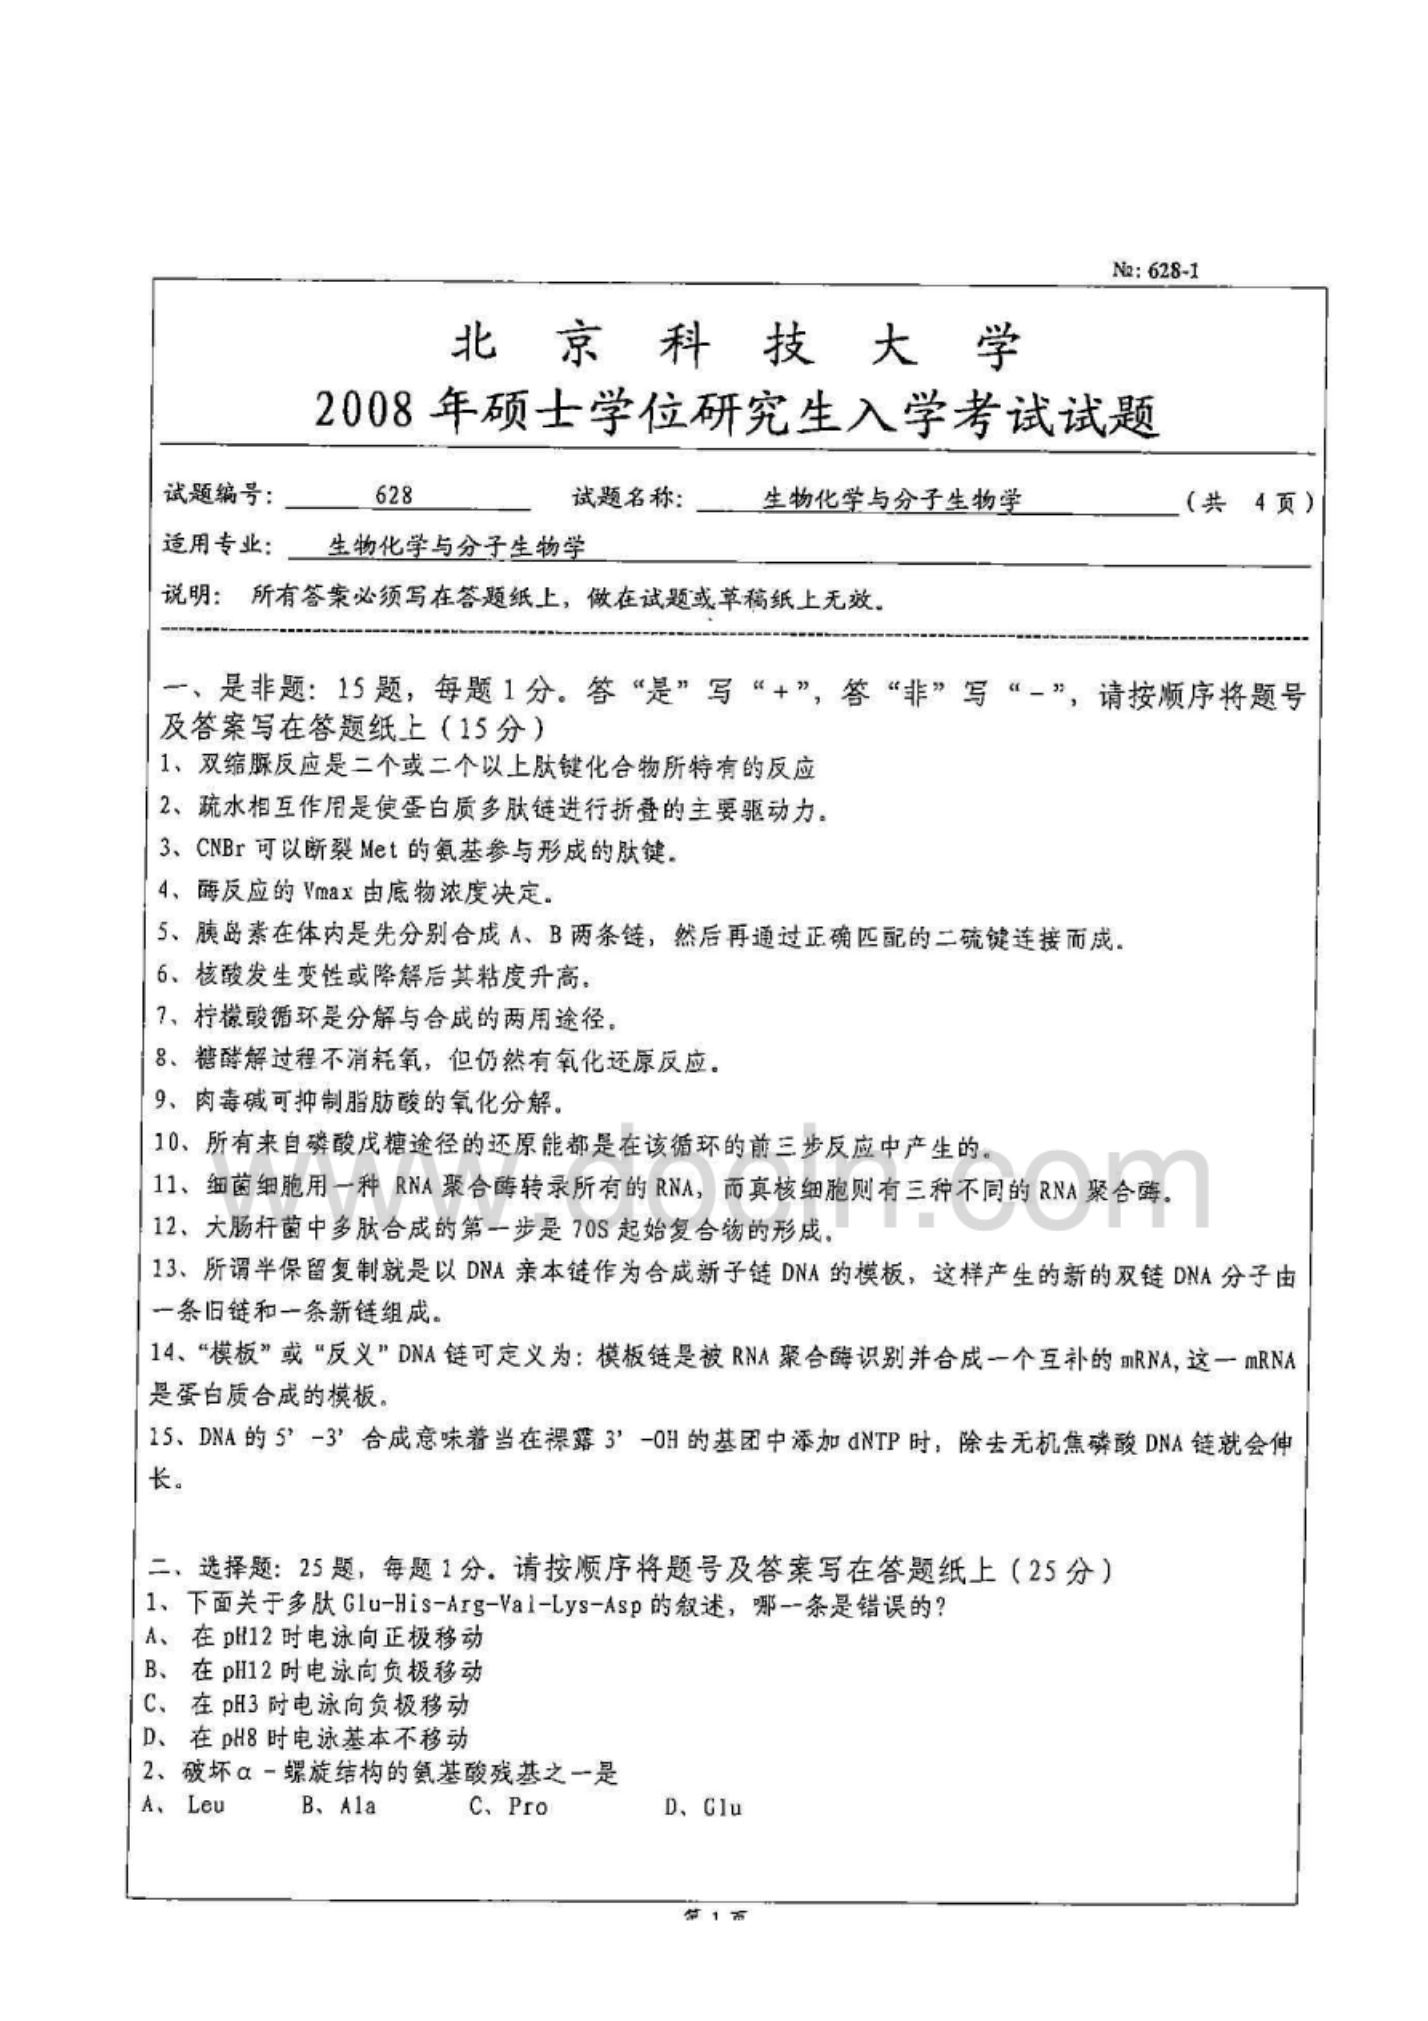 №: 628-1
北京科技大学
2008 年硕士学位研究生入学考试试题
试题编号: 628 试题名称: 生物化学与分子生物学 (共 4 页)
适用专业: 生物化学与分子生物学
说明: 所有答案必须写在答题纸上，做在试题或草稿纸上无效。
一、是非题: 15 题，每题 1 分。答“是”写“+”，答“非”写“-”，请按顺序将题号
及答案写在答题纸上(15 分)
1、双缩脲反应是二个或二个以上肽键化合物所特有的反应
2、疏水相互作用是使蛋白质多肽链进行折叠的主要驱动力。
3、CNBr 可以断裂 Met 的氨基参与形成的肽键。
4、酶反应的 Vmax 由底物浓度决定。
5、胰岛素在体内是先分别合成 A、B 两条链，然后再通过正确匹配的二硫键连接而成。
6、核酸发生变性或降解后其粘度升高。
7、柠檬酸循环是分解与合成的两用途径。
8、糖酵解过程不消耗氧，但仍然有氧化还原反应。
9、肉毒碱可抑制脂肪酸的氧化分解。
10、所有来自磷酸戊糖途径的还原能都是在该循环的前三步反应中产生的。
11、细菌细胞用一种 RNA 聚合酶转录所有的 RNA，而真核细胞则有三种不同的 RNA 聚合酶。
12、大肠杆菌中多肽合成的第一步是 70S 起始复合物的形成。
13、所谓半保留复制就是以 DNA 亲本链作为合成新子链 DNA 的模板，这样产生的新的双链 DNA 分子由
一条旧链和一条新链组成。
14、“模板”或“反义”DNA 链可定义为: 模板链是被 RNA 聚合酶识别并合成一个互补的 mRNA,这一 mRNA
是蛋白质合成的模板。
15、DNA 的 5’-3’合成意味着当在裸露 3’-OH 的基团中添加 dNTP 时，除去无机焦磷酸 DNA 链就会伸
长。
二、选择题: 25 题，每题 1 分。请按顺序将题号及答案写在答题纸上(25 分)
1、下面关于多肽 Glu-His-Arg-Val-Lys-Asp 的叙述，哪一条是错误的?
A、在 pH12 时电泳向正极移动
B、在 pH12 时电泳向负极移动
C、在 pH3 时电泳向负极移动
D、在 pH8 时电泳基本不移动
2、破坏 α-螺旋结构的氨基酸残基之一是
A、Leu B、Ala C、Pro D、Glu
第 1 页
www.docin.com